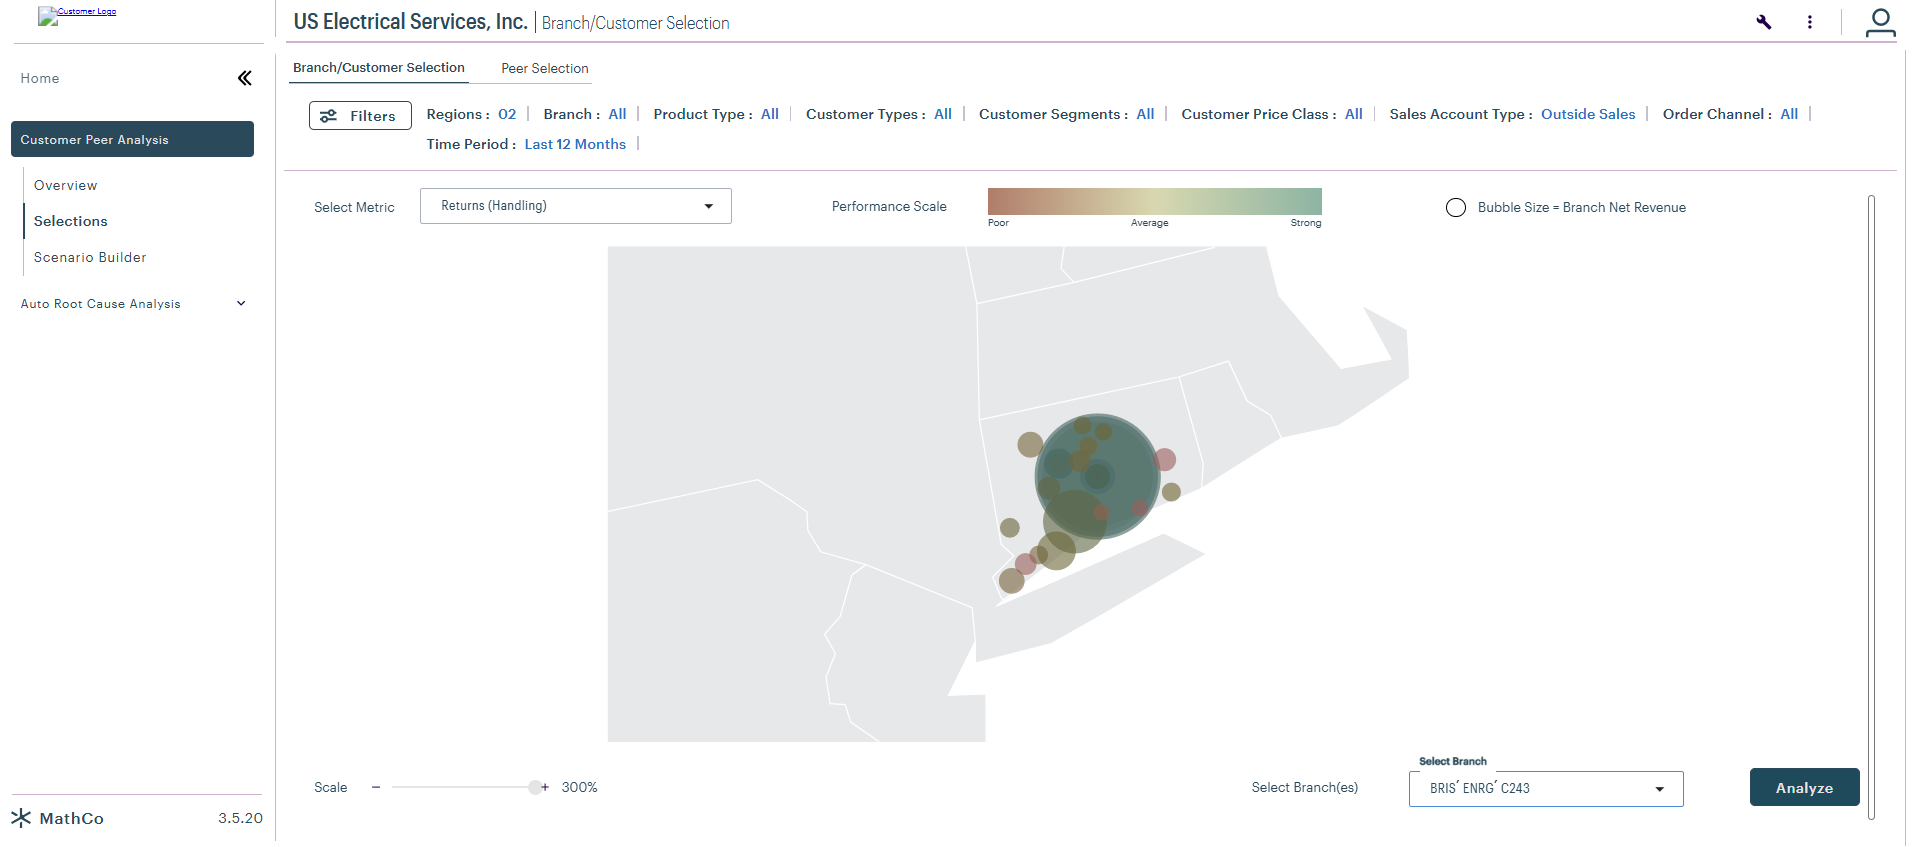 Customer Logo
US Electrical Services, Inc. | Branch/Customer Selection
Home
Branch/Customer Selection
Peer Selection
Filters
Regions : 02
Branch : All
Product Type : All
Customer Types : All
Customer Segments : All
Customer Price Class : All
Sales Account Type : Outside Sales
Order Channel : All
Time Period : Last 12 Months
Customer Peer Analysis
Overview
Selections
Scenario Builder
Auto Root Cause Analysis
Select Metric
Returns (Handling)
Performance Scale
Poor
Average
Strong
Bubble Size = Branch Net Revenue
Scale
− + 300%
Select Branch(es)
Select Branch
BRIS´ ENRG´ C243
Analyze
MathCo
3.5.20